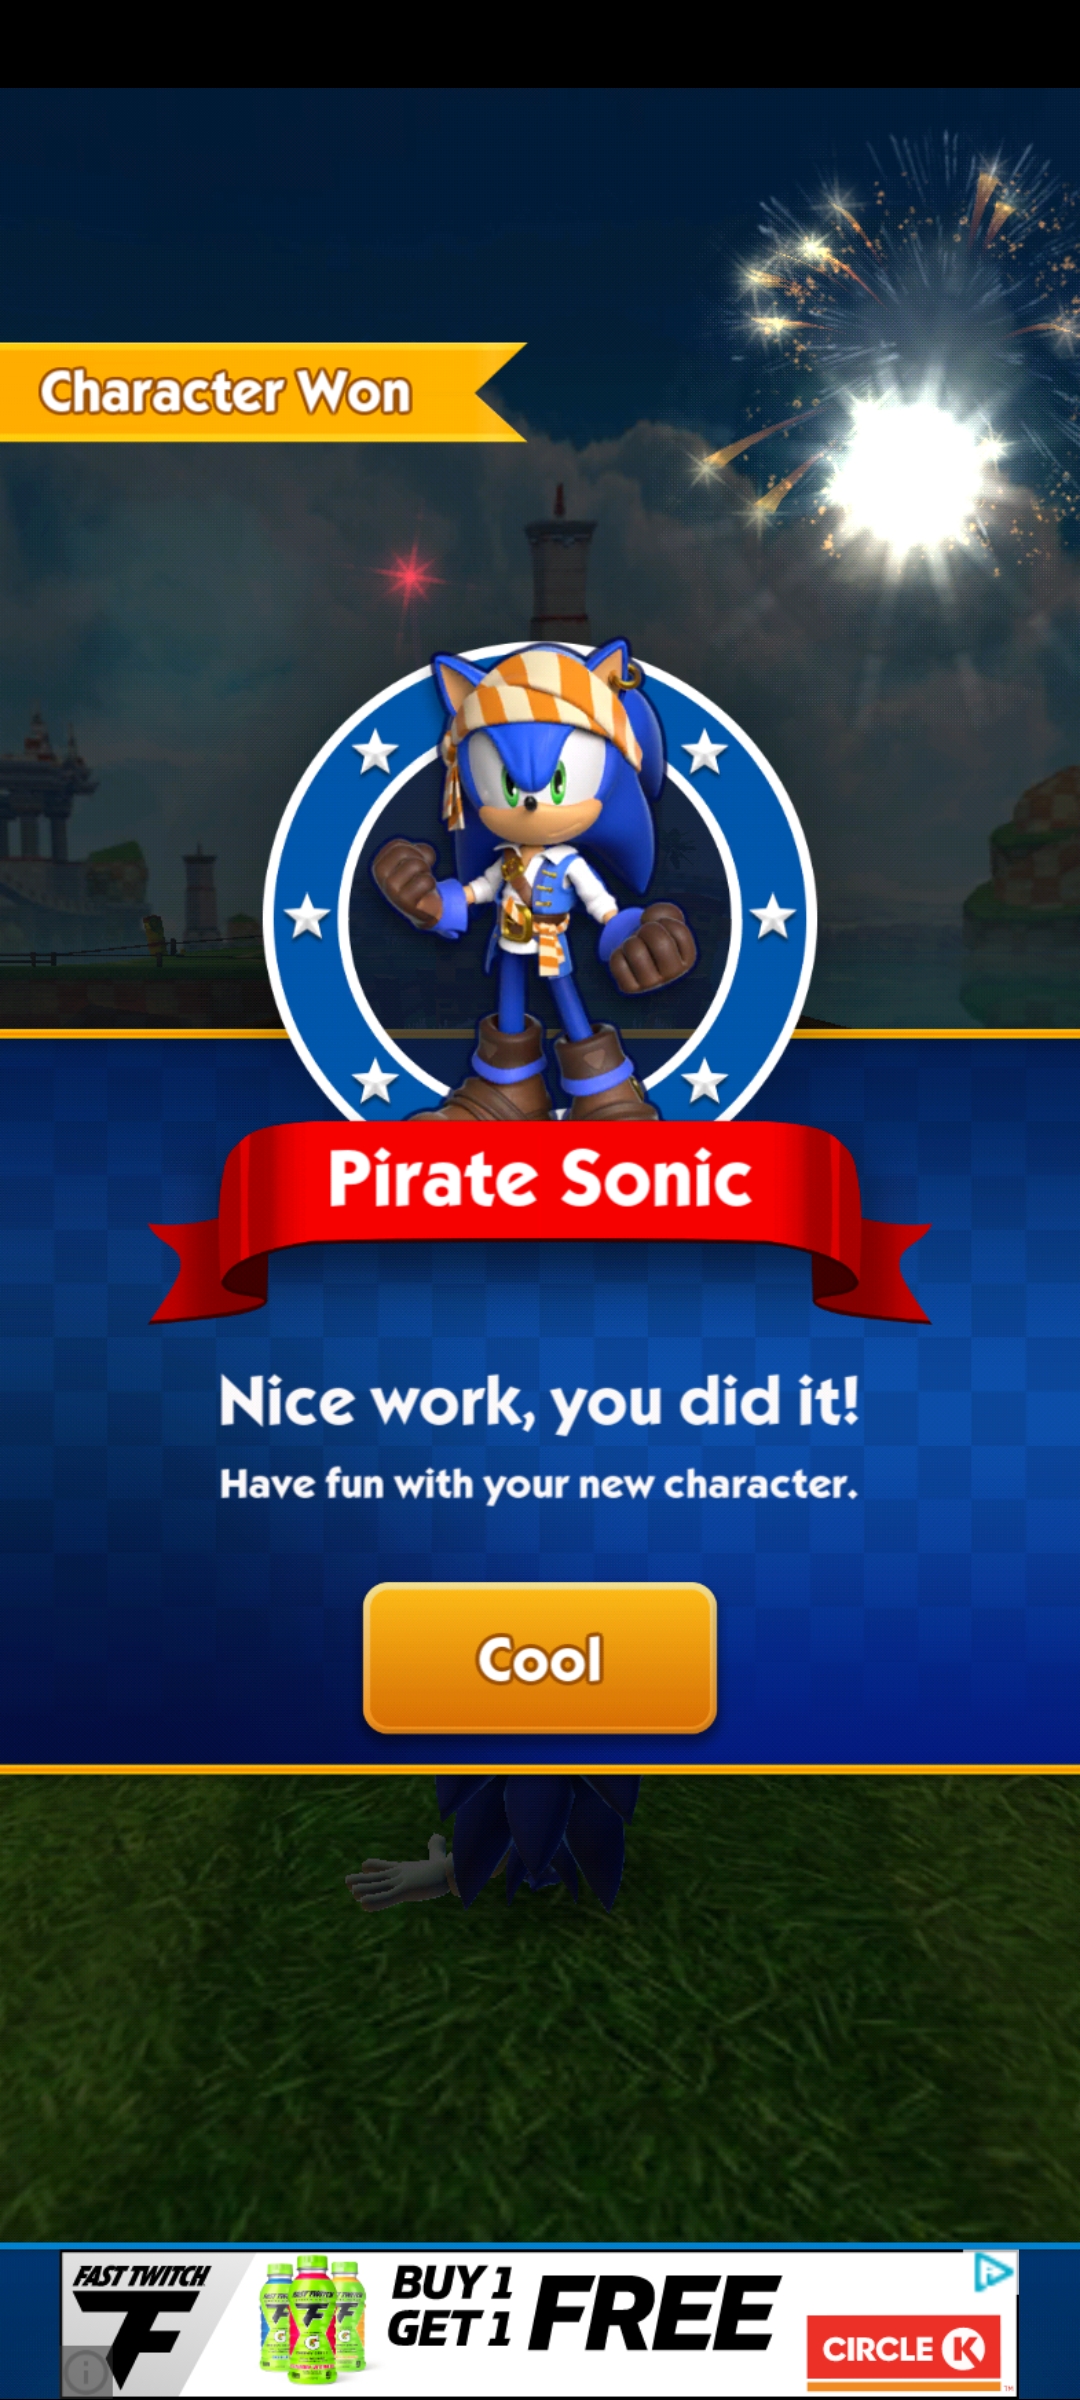 Character Won
Pirate Sonic
Nice work, you did it!
Have fun with your new character.
Cool
FAST TWITCH
BUY 1
GET 1
FREE
CIRCLE K